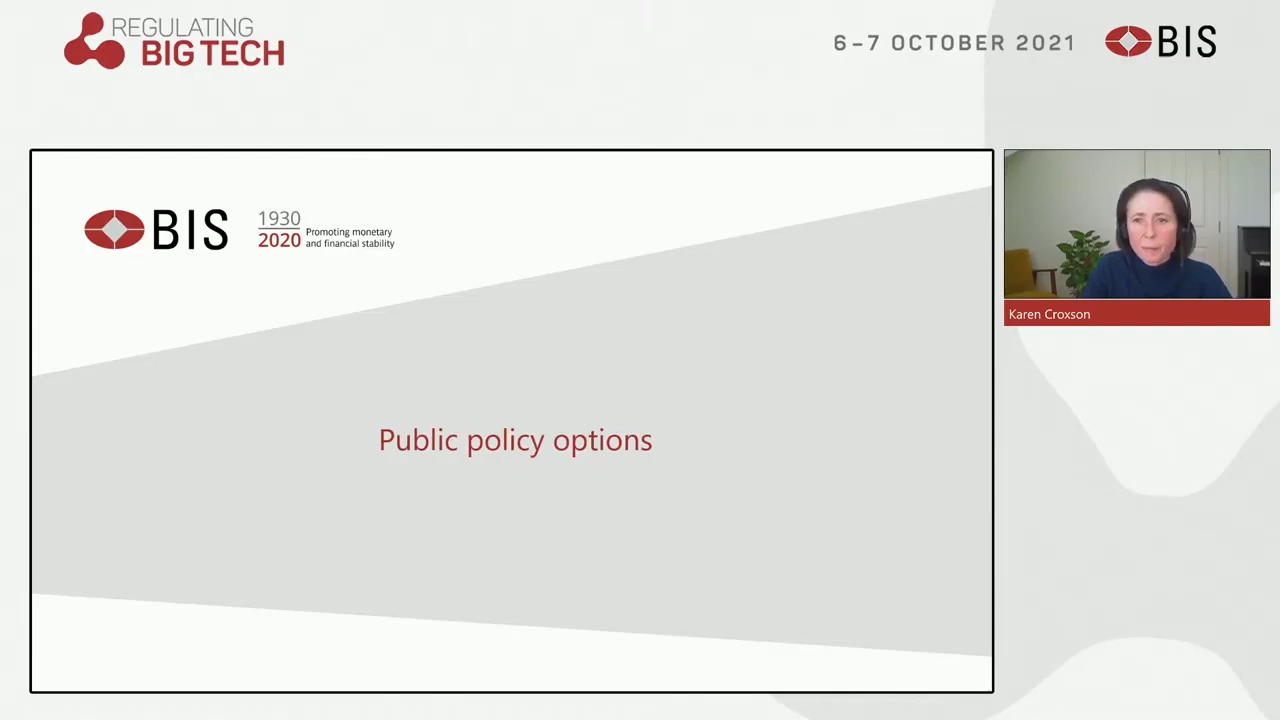 REGULATING
BIG TECH
6–7 OCTOBER 2021
BIS
BIS
1930
2020
Promoting monetary
and financial stability
Public policy options
Karen Croxson